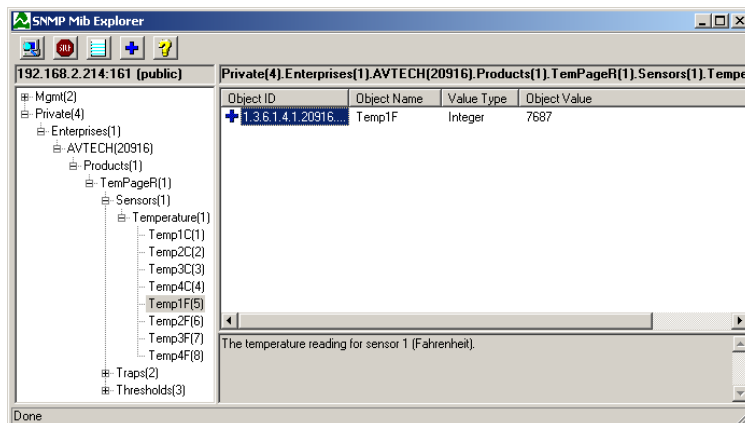 SNMP Mib Explorer
STOP
192.168.2.214:161 (public)
Private(4).Enterprises(1).AVTECH(20916).Products(1).TemPageR(1).Sensors(1).Tempe
Mgmt(2)
Private(4)
Enterprises(1)
AVTECH(20916)
Products(1)
TemPageR(1)
Sensors(1)
Temperature(1)
Temp1C(1)
Temp2C(2)
Temp3C(3)
Temp4C(4)
Temp1F(5)
Temp2F(6)
Temp3F(7)
Temp4F(8)
Traps(2)
Thresholds(3)
Object ID Object Name Value Type Object Value
1.3.6.1.4.1.20916.... Temp1F Integer 7687
The temperature reading for sensor 1 (Fahrenheit).
Done